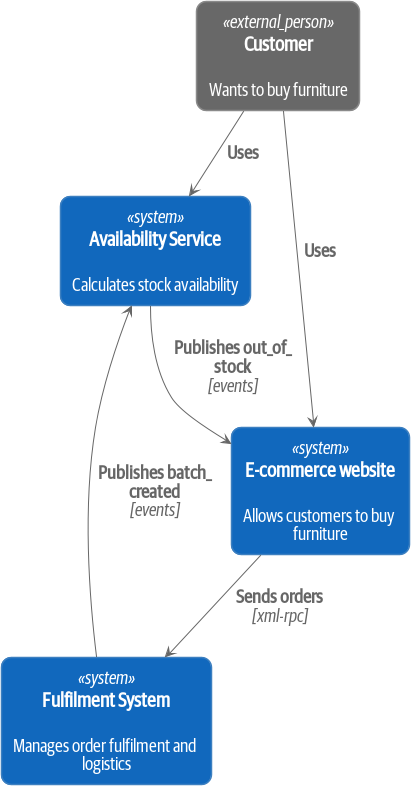 «external_person»
Customer
Wants to buy furniture
Uses
«system»
Availability Service
Calculates stock availability
Uses
Publishes out_of_
stock
[events]
«system»
E-commerce website
Allows customers to buy
furniture
Publishes batch_
created
[events]
Sends orders
[xml-rpc]
«system»
Fulfilment System
Manages order fulfilment and
logistics